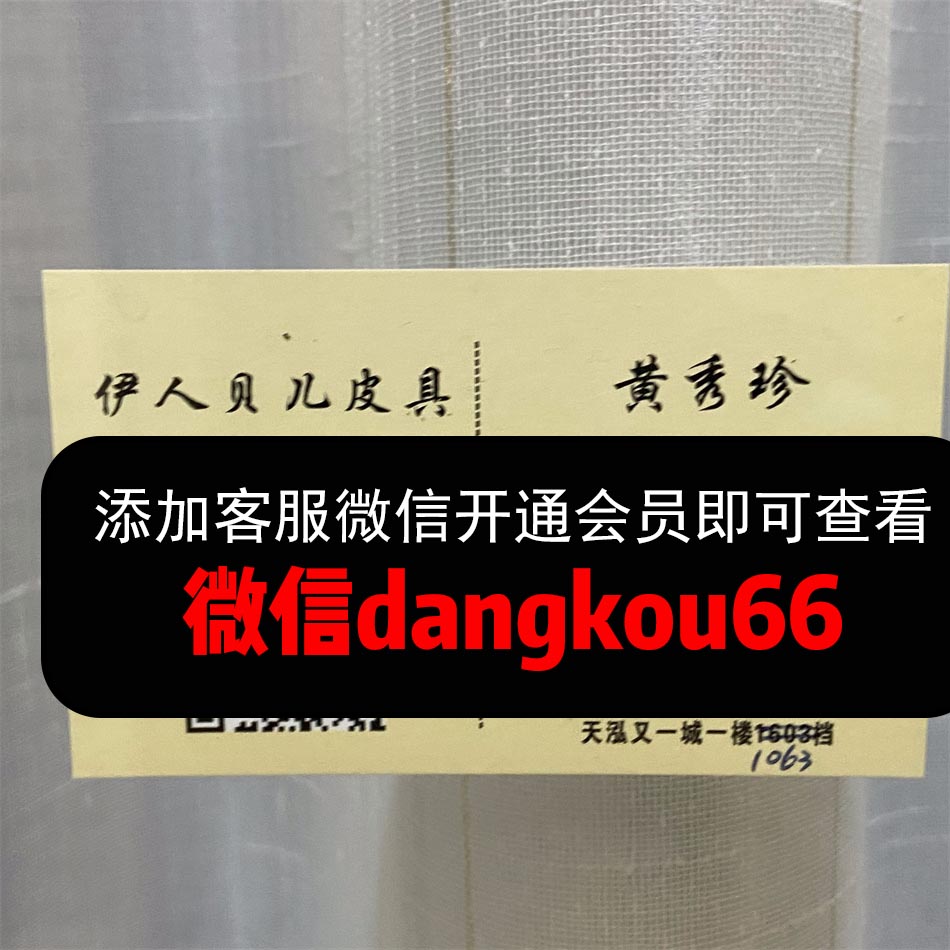 伊人贝儿皮具
黄秀珍
添加客服微信开通会员即可查看
微信dangkou66
天泓又一城一楼1603档
1063